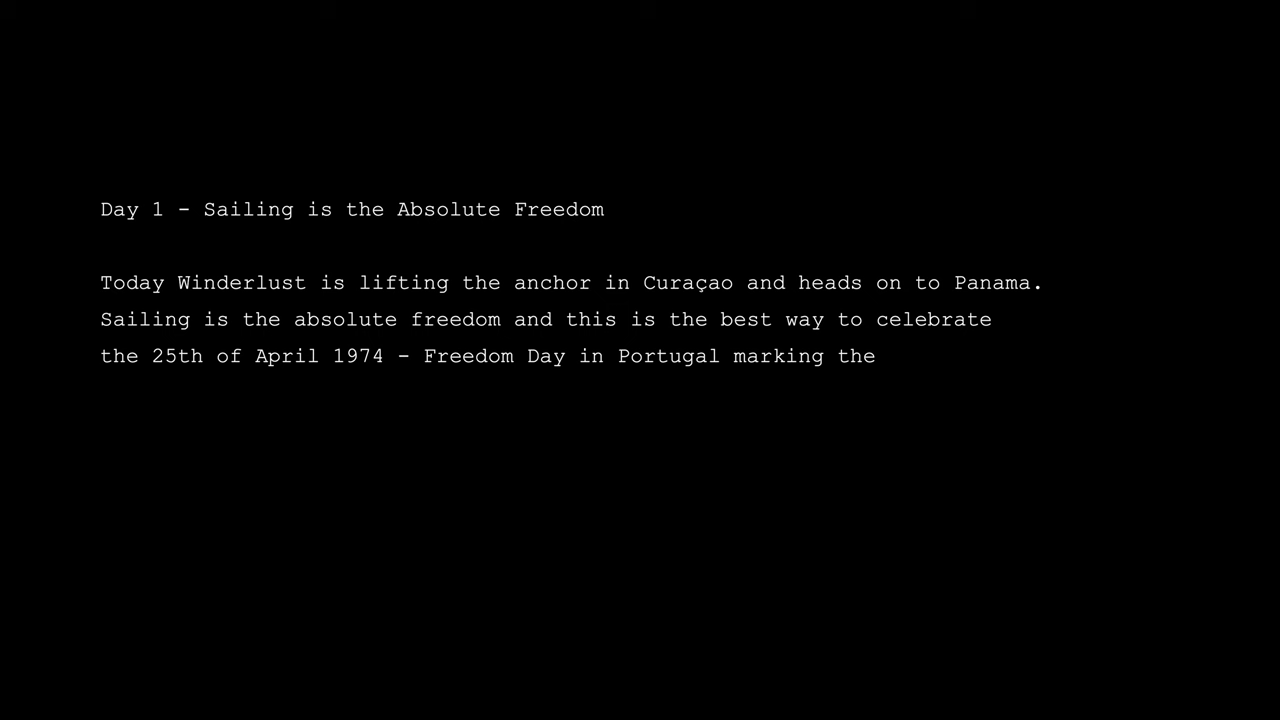 Day 1 - Sailing is the Absolute Freedom
Today Winderlust is lifting the anchor in Curaçao and heads on to Panama.
Sailing is the absolute freedom and this is the best way to celebrate
the 25th of April 1974 - Freedom Day in Portugal marking the